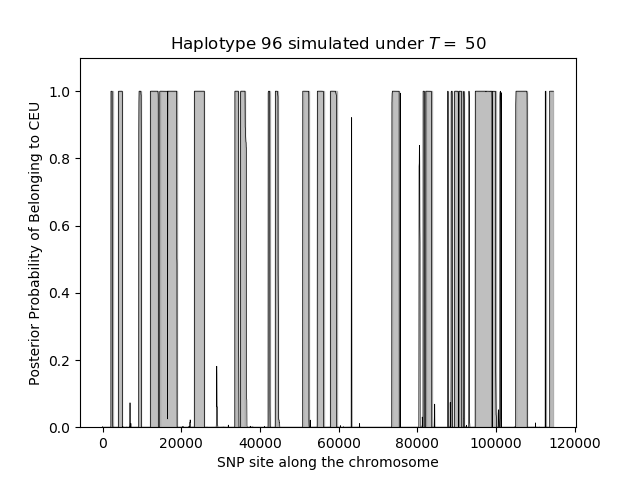 Haplotype 96 simulated under T = 50
Posterior Probability of Belonging to CEU
1.0
0.8
0.6
0.4
0.2
0.0
0 20000 40000 60000 80000 100000 120000
SNP site along the chromosome